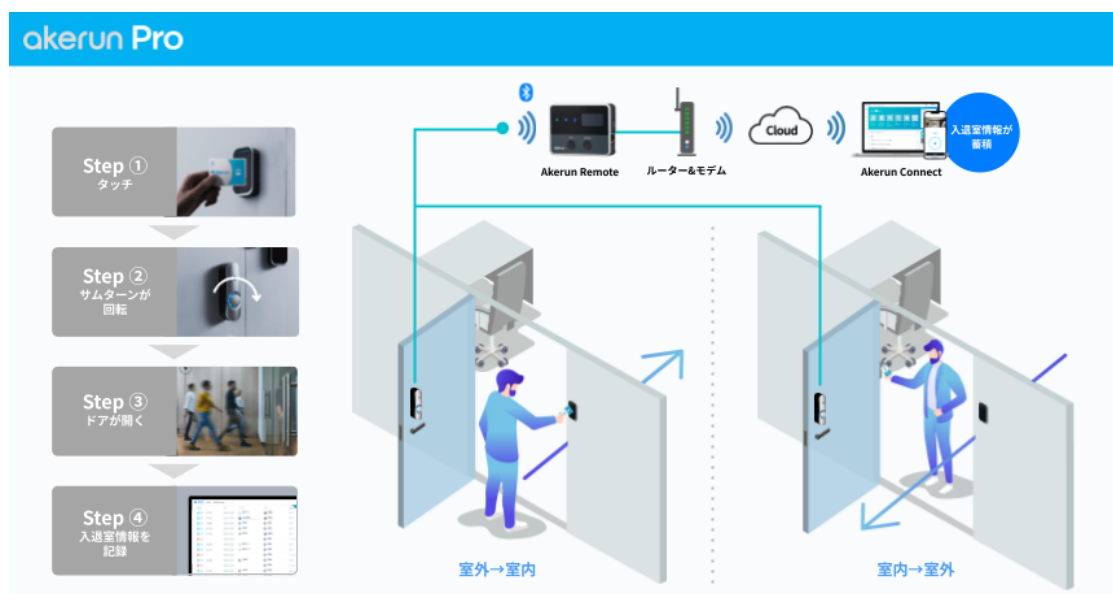 akerun Pro
Step ①
タッチ
Step ②
サムターンが
回転
Step ③
ドアが開く
Step ④
入退室情報を
記録
Akerun Remote
ルーター&モデム
Cloud
Akerun Connect
入退室情報が
蓄積
室外→室内
室内→室外